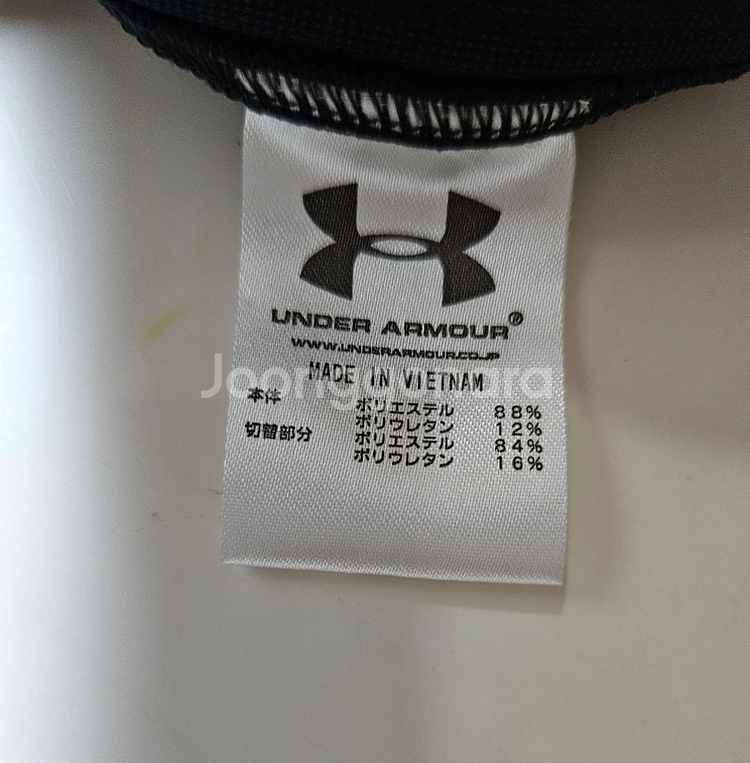 UNDER ARMOUR®
WWW.UNDERARMOUR.CO.JP
MADE IN VIETNAM
Joongonara
本体 ポリエステル 88%
ポリウレタン 12%
切替部分 ポリエステル 84%
ポリウレタン 16%